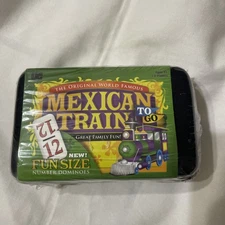 THE ORIGINAL WORLD FAMOUS
MEXICAN
TRAIN
TO
GO
GREAT FAMILY FUN!
12
12
NEW!
FUN SIZE
NUMBER DOMINOES